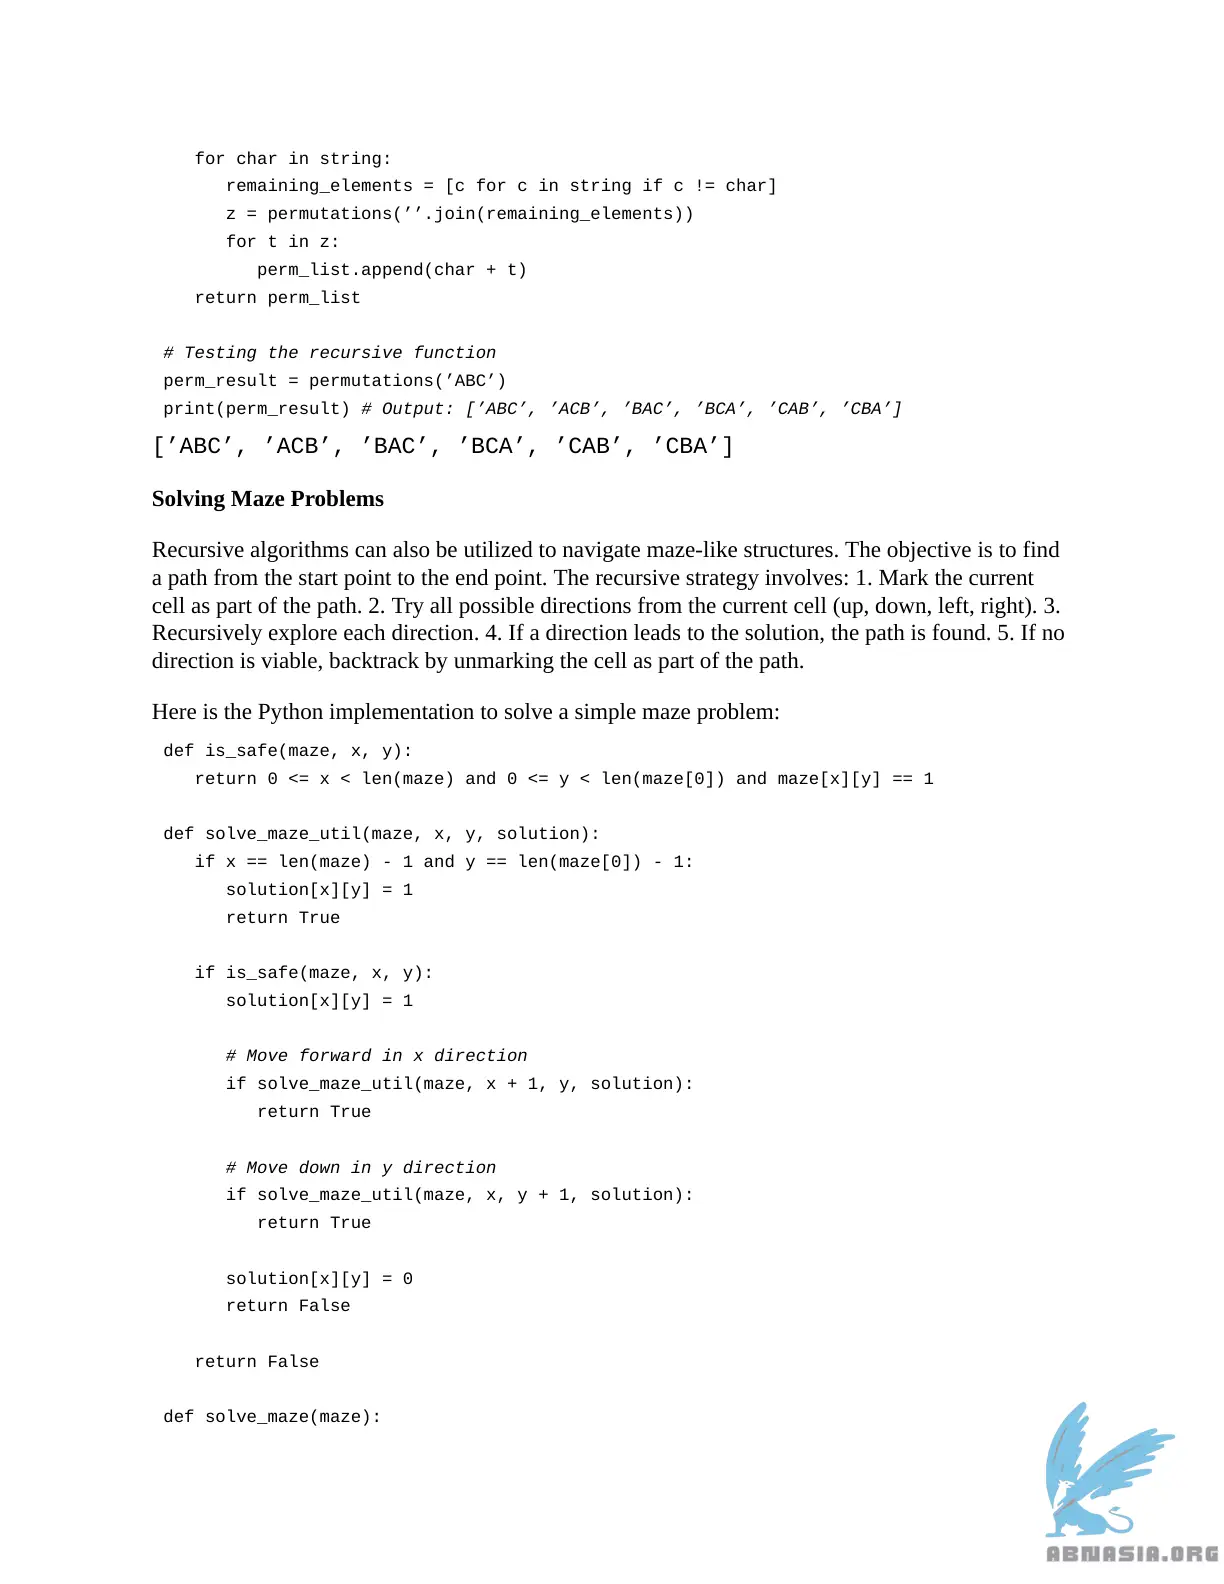 for char in string:
remaining_elements = [c for c in string if c != char]
z = permutations(’’.join(remaining_elements))
for t in z:
perm_list.append(char + t)
return perm_list
# Testing the recursive function
perm_result = permutations(’ABC’)
print(perm_result) # Output: [’ABC’, ’ACB’, ’BAC’, ’BCA’, ’CAB’, ’CBA’]
[’ABC’, ’ACB’, ’BAC’, ’BCA’, ’CAB’, ’CBA’]
Solving Maze Problems
Recursive algorithms can also be utilized to navigate maze-like structures. The objective is to find
a path from the start point to the end point. The recursive strategy involves: 1. Mark the current
cell as part of the path. 2. Try all possible directions from the current cell (up, down, left, right). 3.
Recursively explore each direction. 4. If a direction leads to the solution, the path is found. 5. If no
direction is viable, backtrack by unmarking the cell as part of the path.
Here is the Python implementation to solve a simple maze problem:
def is_safe(maze, x, y):
return 0 <= x < len(maze) and 0 <= y < len(maze[0]) and maze[x][y] == 1
def solve_maze_util(maze, x, y, solution):
if x == len(maze) - 1 and y == len(maze[0]) - 1:
solution[x][y] = 1
return True
if is_safe(maze, x, y):
solution[x][y] = 1
# Move forward in x direction
if solve_maze_util(maze, x + 1, y, solution):
return True
# Move down in y direction
if solve_maze_util(maze, x, y + 1, solution):
return True
solution[x][y] = 0
return False
return False
def solve_maze(maze):
ABNASIA.ORG